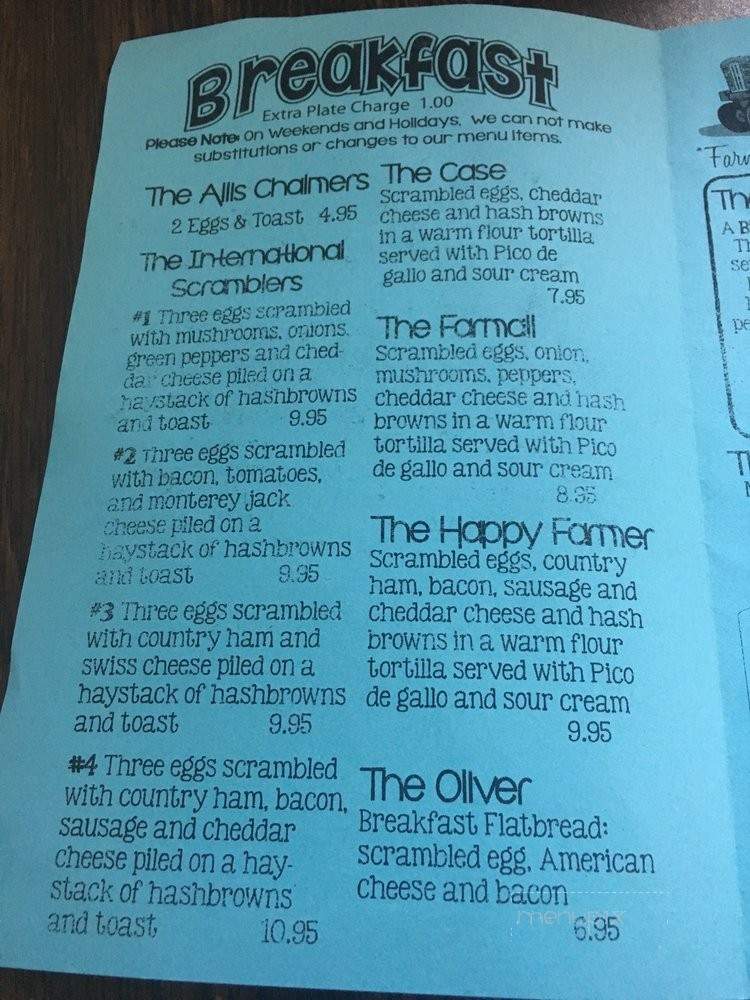 Breakfast
Extra Plate Charge 1.00
Please Note: On Weekends and Holidays, we can not make
substitutions or changes to our menu items.
The Allis Chalmers
2 Eggs & Toast 4.95
The International
Scramblers
#1 Three eggs scrambled
with mushrooms, onions,
green peppers and ched-
dar cheese piled on a
haystack of hashbrowns
and toast 9.95
#2 Three eggs scrambled
with bacon, tomatoes,
and monterey jack
cheese piled on a
haystack of hashbrowns
and toast 9.95
#3 Three eggs scrambled
with country ham and
swiss cheese piled on a
haystack of hashbrowns
and toast 9.95
#4 Three eggs scrambled
with country ham, bacon,
sausage and cheddar
cheese piled on a hay-
stack of hashbrowns
and toast 10.95
The Case
Scrambled eggs, cheddar
cheese and hash browns
in a warm flour tortilla
served with Pico de
gallo and sour cream
7.95
The Farmall
Scrambled eggs, onion,
mushrooms, peppers,
cheddar cheese and hash
browns in a warm flour
tortilla served with Pico
de gallo and sour cream
8.95
The Happy Farmer
Scrambled eggs, country
ham, bacon, sausage and
cheddar cheese and hash
browns in a warm flour
tortilla served with Pico
de gallo and sour cream
9.95
The Oliver
Breakfast Flatbread:
scrambled egg, American
cheese and bacon
6.95